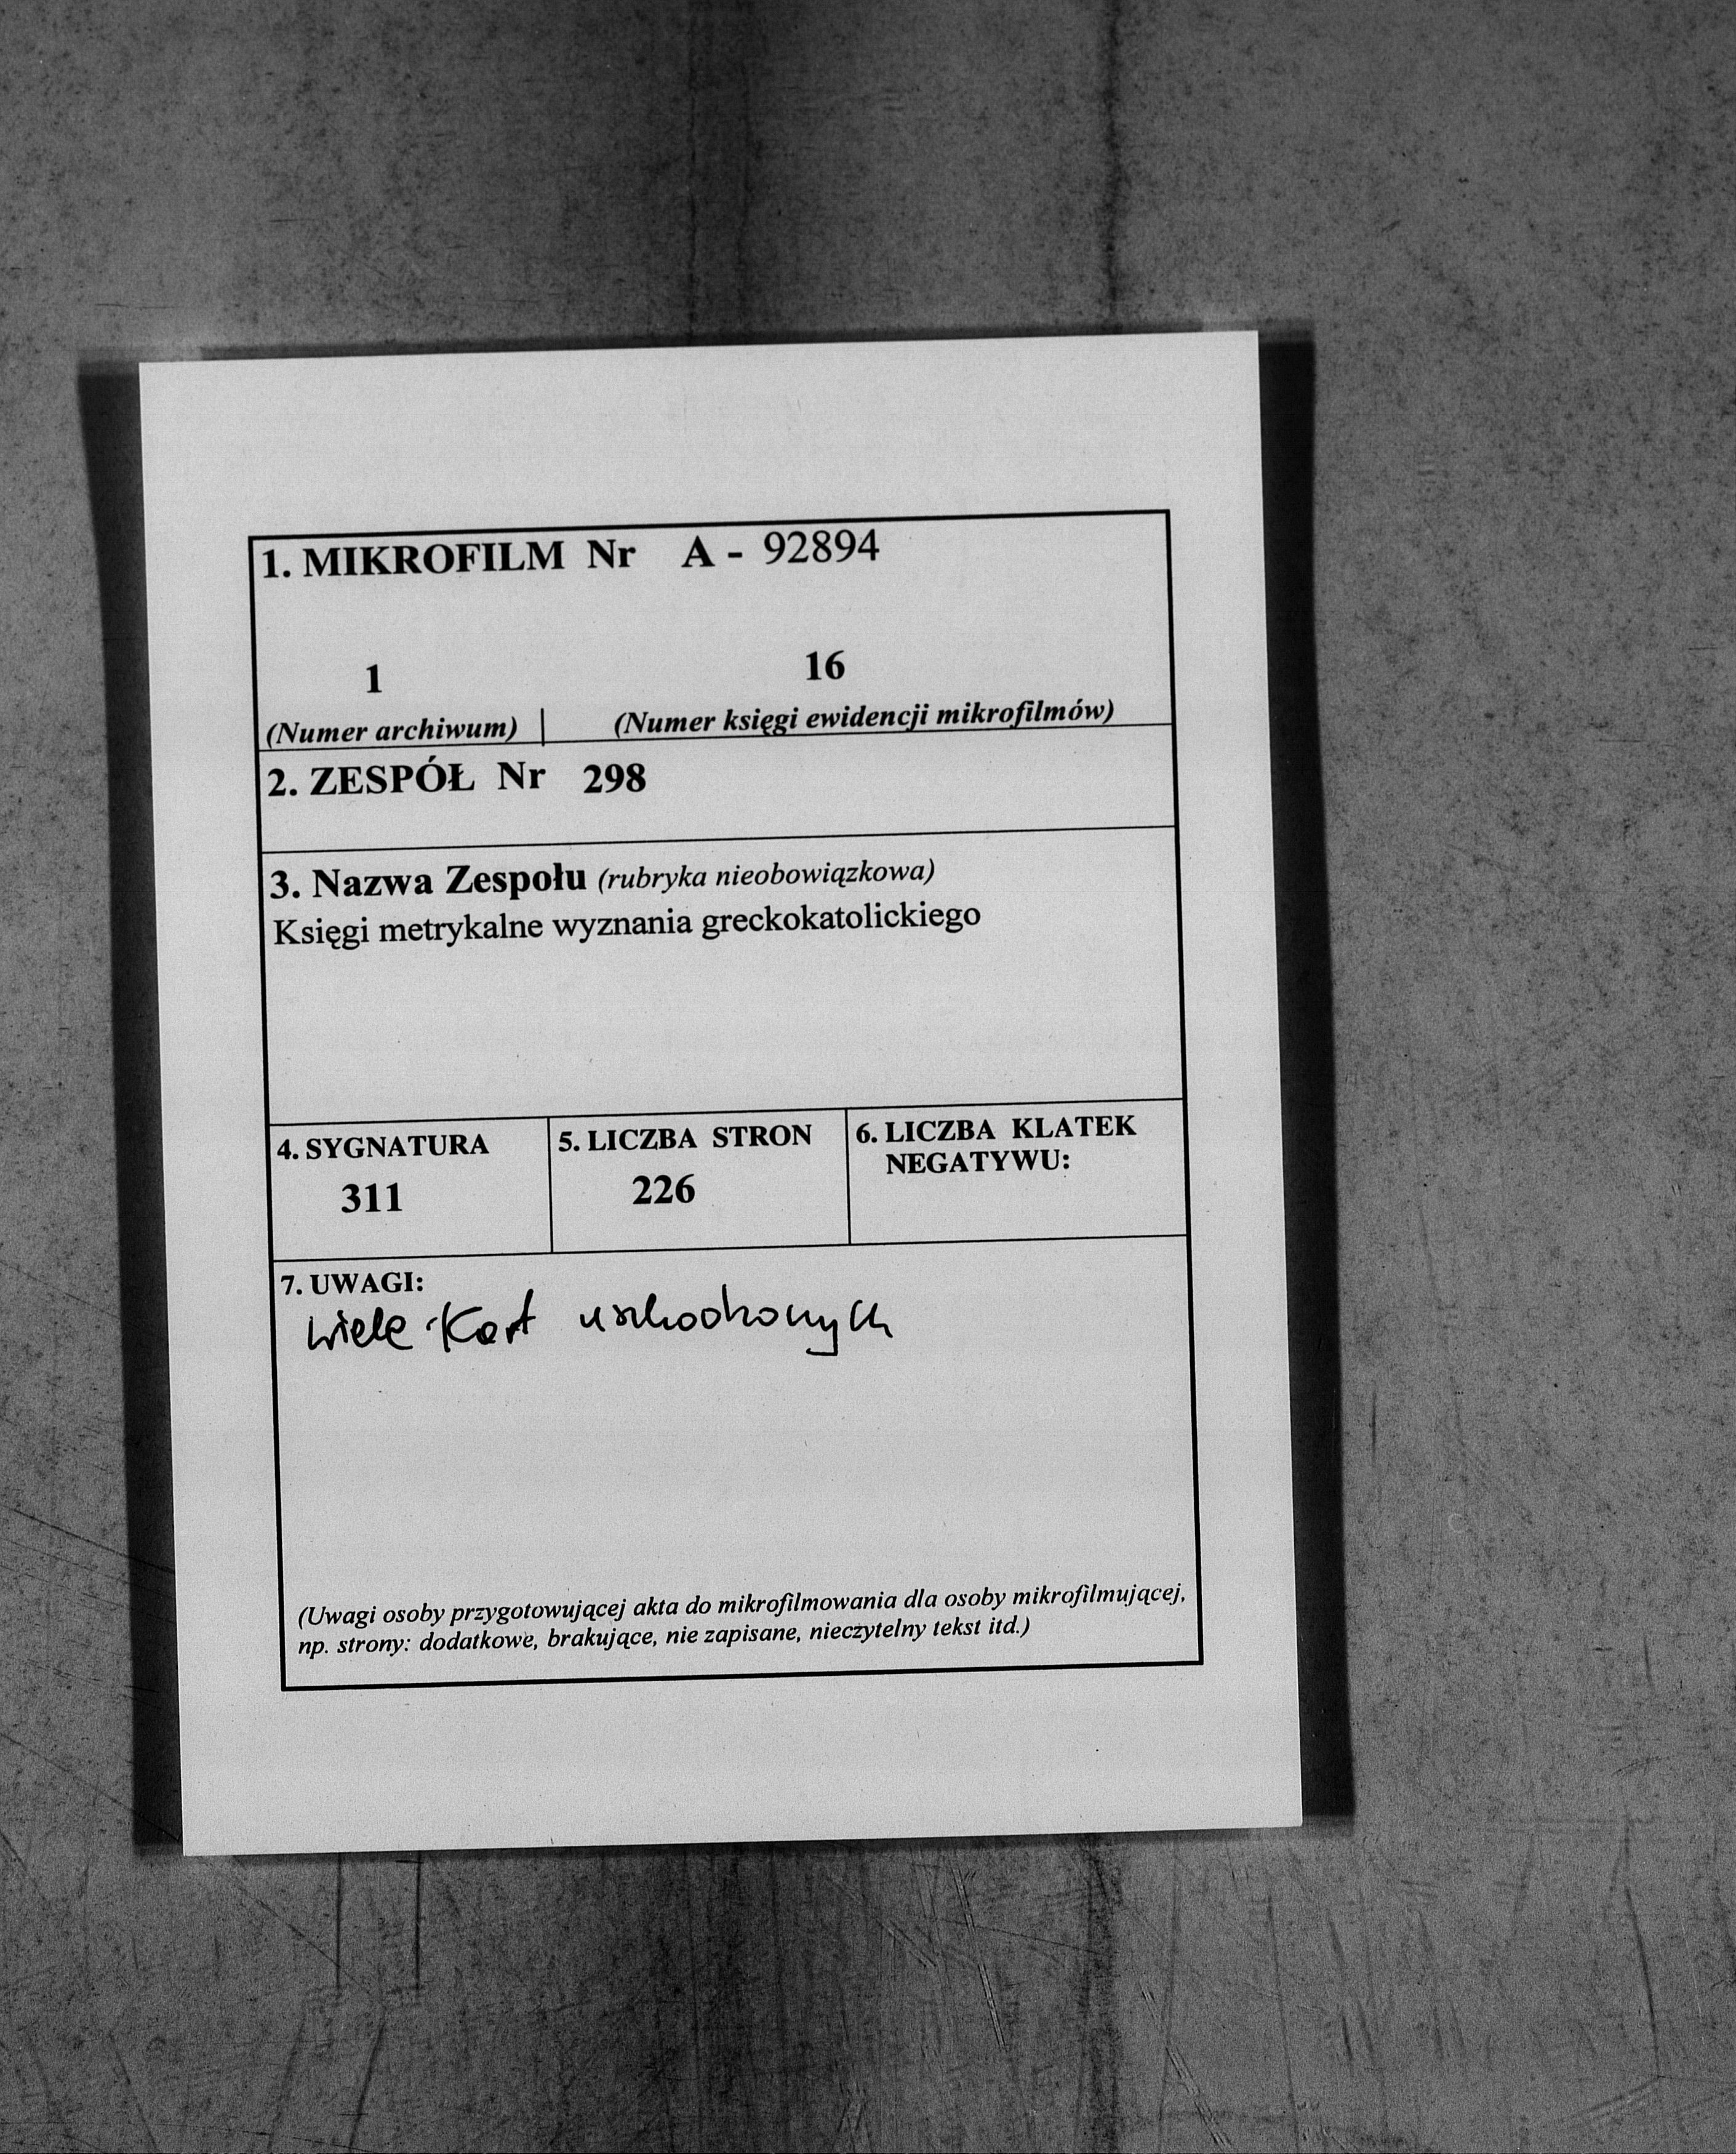 1. MIKROFILM Nr A - 92894
1 16
(Numer archiwum) | (Numer księgi ewidencji mikrofilmów)
2. ZESPÓŁ Nr 298
3. Nazwa Zespołu (rubryka nieobowiązkowa)
Księgi metrykalne wyznania greckokatolickiego
4. SYGNATURA
311
5. LICZBA STRON
226
6. LICZBA KLATEK
NEGATYWU:
7. UWAGI:
wiele kart uszkodzonych
(Uwagi osoby przygotowującej akta do mikrofilmowania dla osoby mikrofilmującej,
np. strony: dodatkowe, brakujące, nie zapisane, nieczytelny tekst itd.)